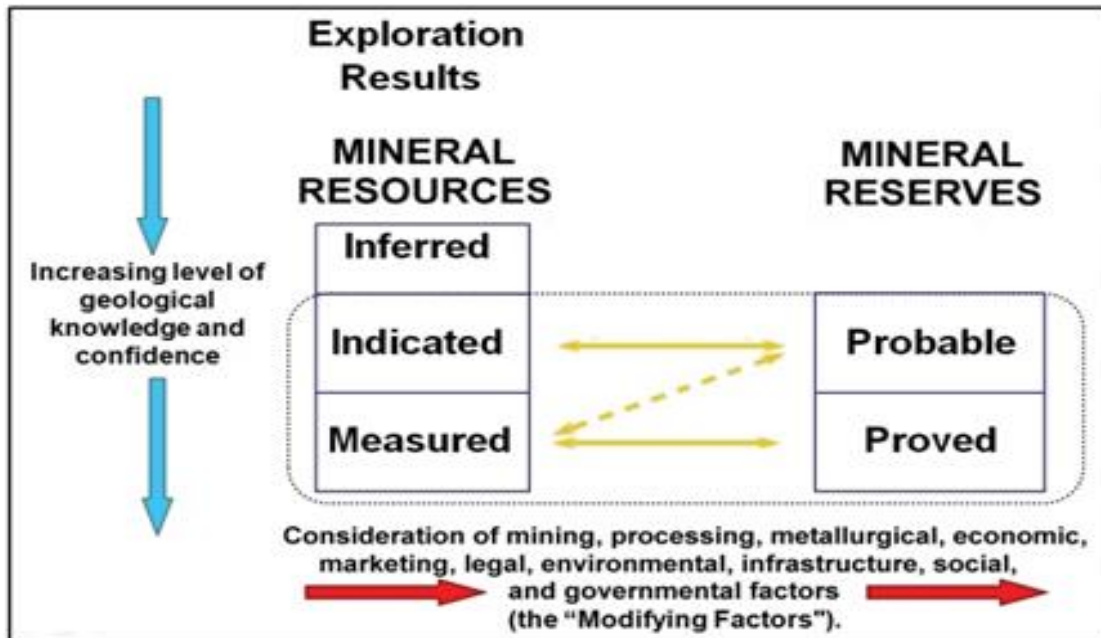 Exploration
Results
MINERAL
RESOURCES
MINERAL
RESERVES
Increasing level of
geological
knowledge and
confidence
Inferred
Indicated
Measured
Probable
Proved
Consideration of mining, processing, metallurgical, economic,
marketing, legal, environmental, infrastructure, social,
and governmental factors
(the “Modifying Factors").